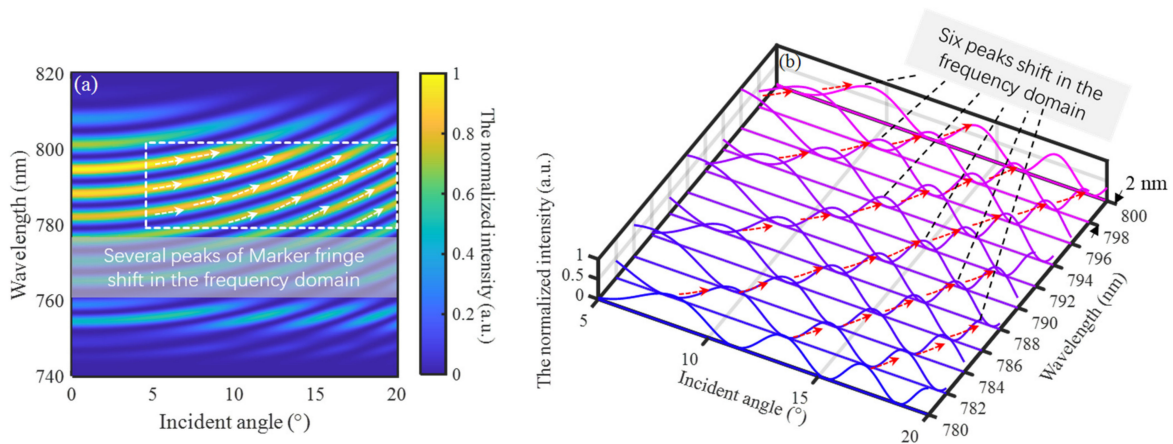 (a)
820
800
780
760
740
Wavelength (nm)
Several peaks of Marker fringe
shift in the frequency domain
0 5 10 15 20
Incident angle (°)
1
0.8
0.6
0.4
0.2
0
The normalized intensity (a.u.)
(b)
Six peaks shift in the
frequency domain
2 nm
The normalized intensity (a.u.)
1
0.5
0
5
10
15
20
Incident angle (°)
800
798
796
794
792
790
788
786
784
782
780
Wavelength (nm)